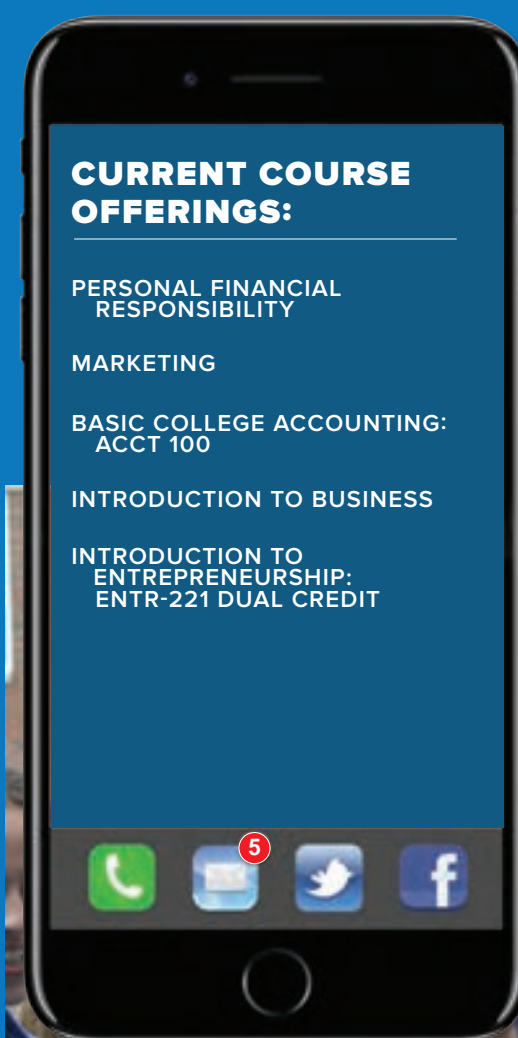 CURRENT COURSE
OFFERINGS:
PERSONAL FINANCIAL
RESPONSIBILITY
MARKETING
BASIC COLLEGE ACCOUNTING:
ACCT 100
INTRODUCTION TO BUSINESS
INTRODUCTION TO
ENTREPRENEURSHIP:
ENTR-221 DUAL CREDIT
5
f